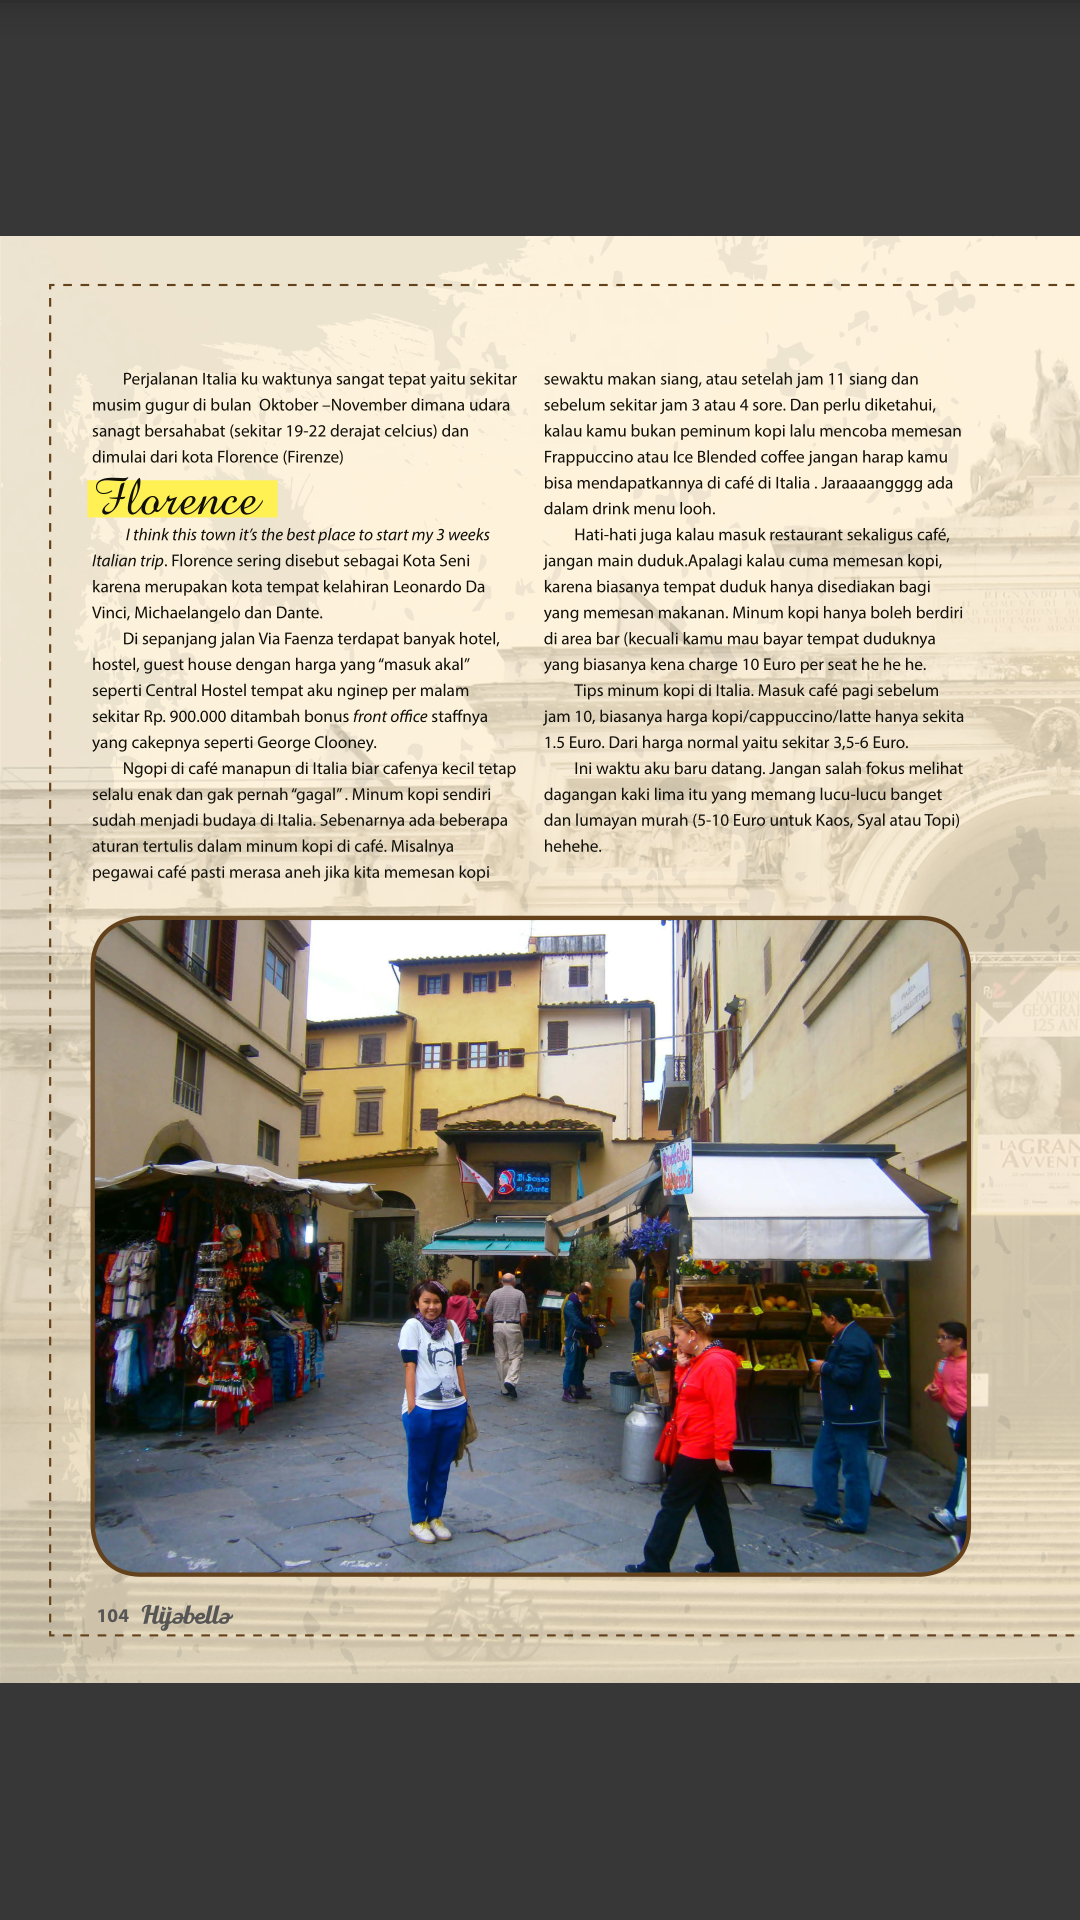 Perjalanan Italia ku waktunya sangat tepat yaitu sekitar
musim gugur di bulan Oktober –November dimana udara
sanagt bersahabat (sekitar 19-22 derajat celcius) dan
dimulai dari kota Florence (Firenze)
Florence
I think this town it's the best place to start my 3 weeks
Italian trip. Florence sering disebut sebagai Kota Seni
karena merupakan kota tempat kelahiran Leonardo Da
Vinci, Michaelangelo dan Dante.
Di sepanjang jalan Via Faenza terdapat banyak hotel,
hostel, guest house dengan harga yang “masuk akal”
seperti Central Hostel tempat aku nginep per malam
sekitar Rp. 900.000 ditambah bonus front office staffnya
yang cakepnya seperti George Clooney.
Ngopi di café manapun di Italia biar cafenya kecil tetap
selalu enak dan gak pernah “gagal” . Minum kopi sendiri
sudah menjadi budaya di Italia. Sebenarnya ada beberapa
aturan tertulis dalam minum kopi di café. Misalnya
pegawai café pasti merasa aneh jika kita memesan kopi
sewaktu makan siang, atau setelah jam 11 siang dan
sebelum sekitar jam 3 atau 4 sore. Dan perlu diketahui,
kalau kamu bukan peminum kopi lalu mencoba memesan
Frappuccino atau Ice Blended coffee jangan harap kamu
bisa mendapatkannya di café di Italia . Jaraaaangggg ada
dalam drink menu looh.
Hati-hati juga kalau masuk restaurant sekaligus café,
jangan main duduk.Apalagi kalau cuma memesan kopi,
karena biasanya tempat duduk hanya disediakan bagi
yang memesan makanan. Minum kopi hanya boleh berdiri
di area bar (kecuali kamu mau bayar tempat duduknya
yang biasanya kena charge 10 Euro per seat he he he.
Tips minum kopi di Italia. Masuk café pagi sebelum
jam 10, biasanya harga kopi/cappuccino/latte hanya sekita
1.5 Euro. Dari harga normal yaitu sekitar 3,5-6 Euro.
Ini waktu aku baru datang. Jangan salah fokus melihat
dagangan kaki lima itu yang memang lucu-lucu banget
dan lumayan murah (5-10 Euro untuk Kaos, Syal atau Topi)
hehehe.
Di Sosso
di Dante
125 AN
LAGRAN
AVVENT
104 Hijabella